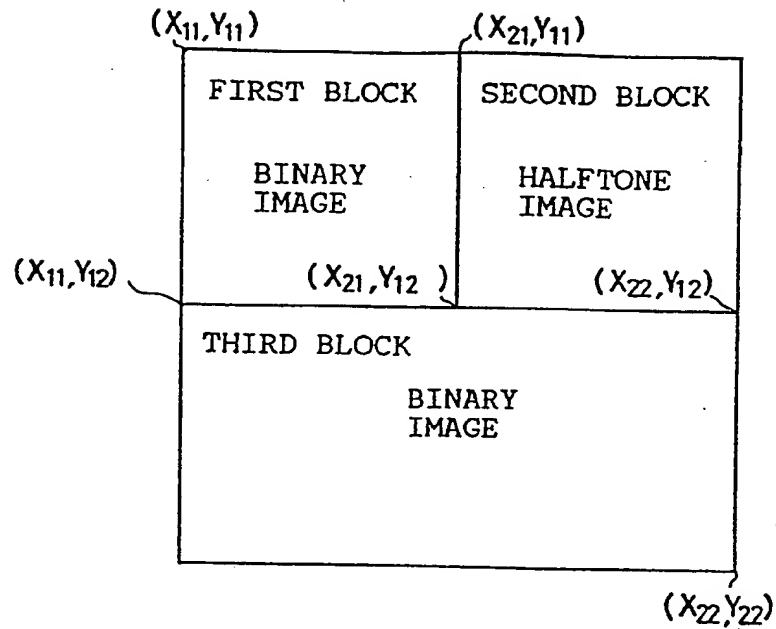 (X11,Y11)
(X21,Y11)
FIRST BLOCK
SECOND BLOCK
BINARY
IMAGE
HALFTONE
IMAGE
(X11,Y12)
(X21,Y12 )
(X22,Y12)
THIRD BLOCK
BINARY
IMAGE
(X22,Y22)